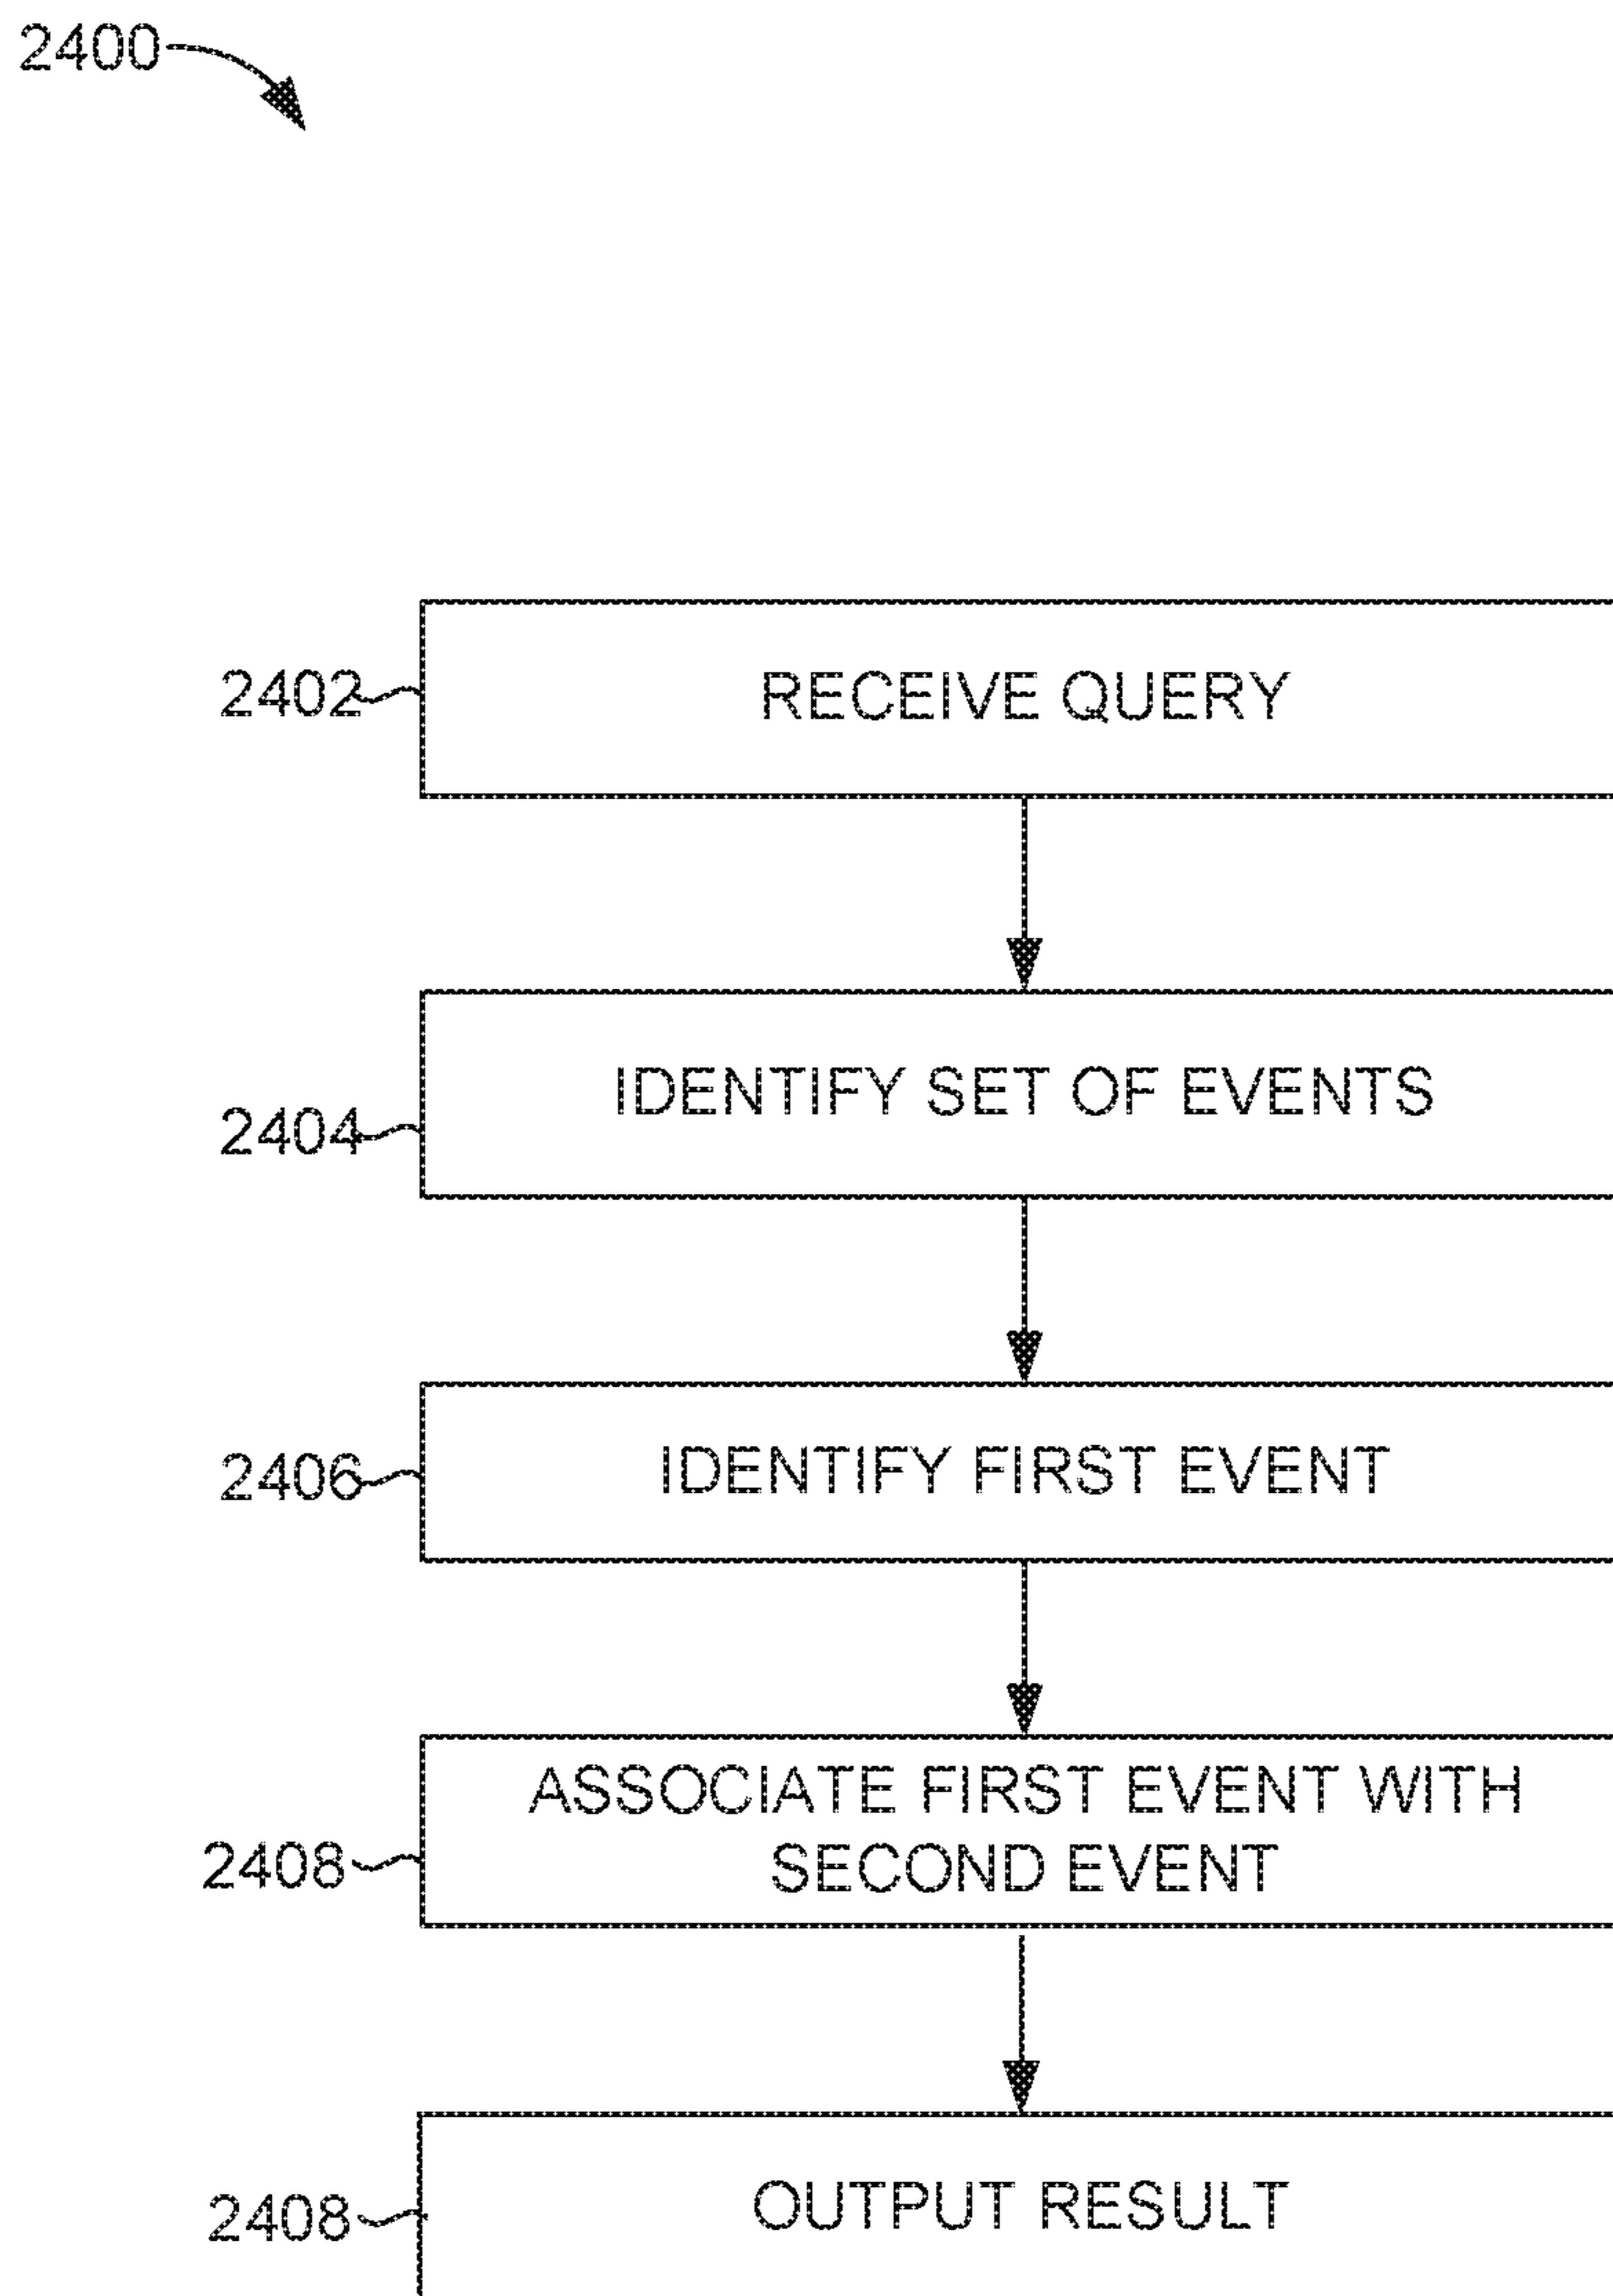 2400
2402
RECEIVE QUERY
IDENTIFY SET OF EVENTS
2404
2406
IDENTIFY FIRST EVENT
ASSOCIATE FIRST EVENT WITH
SECOND EVENT
2408
OUTPUT RESULT
2408